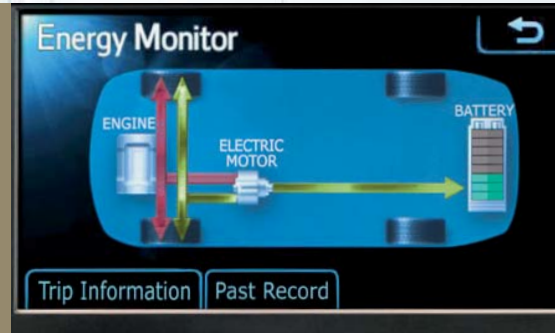 Energy Monitor
ENGINE
ELECTRIC
MOTOR
BATTERY
Trip Information
Past Record